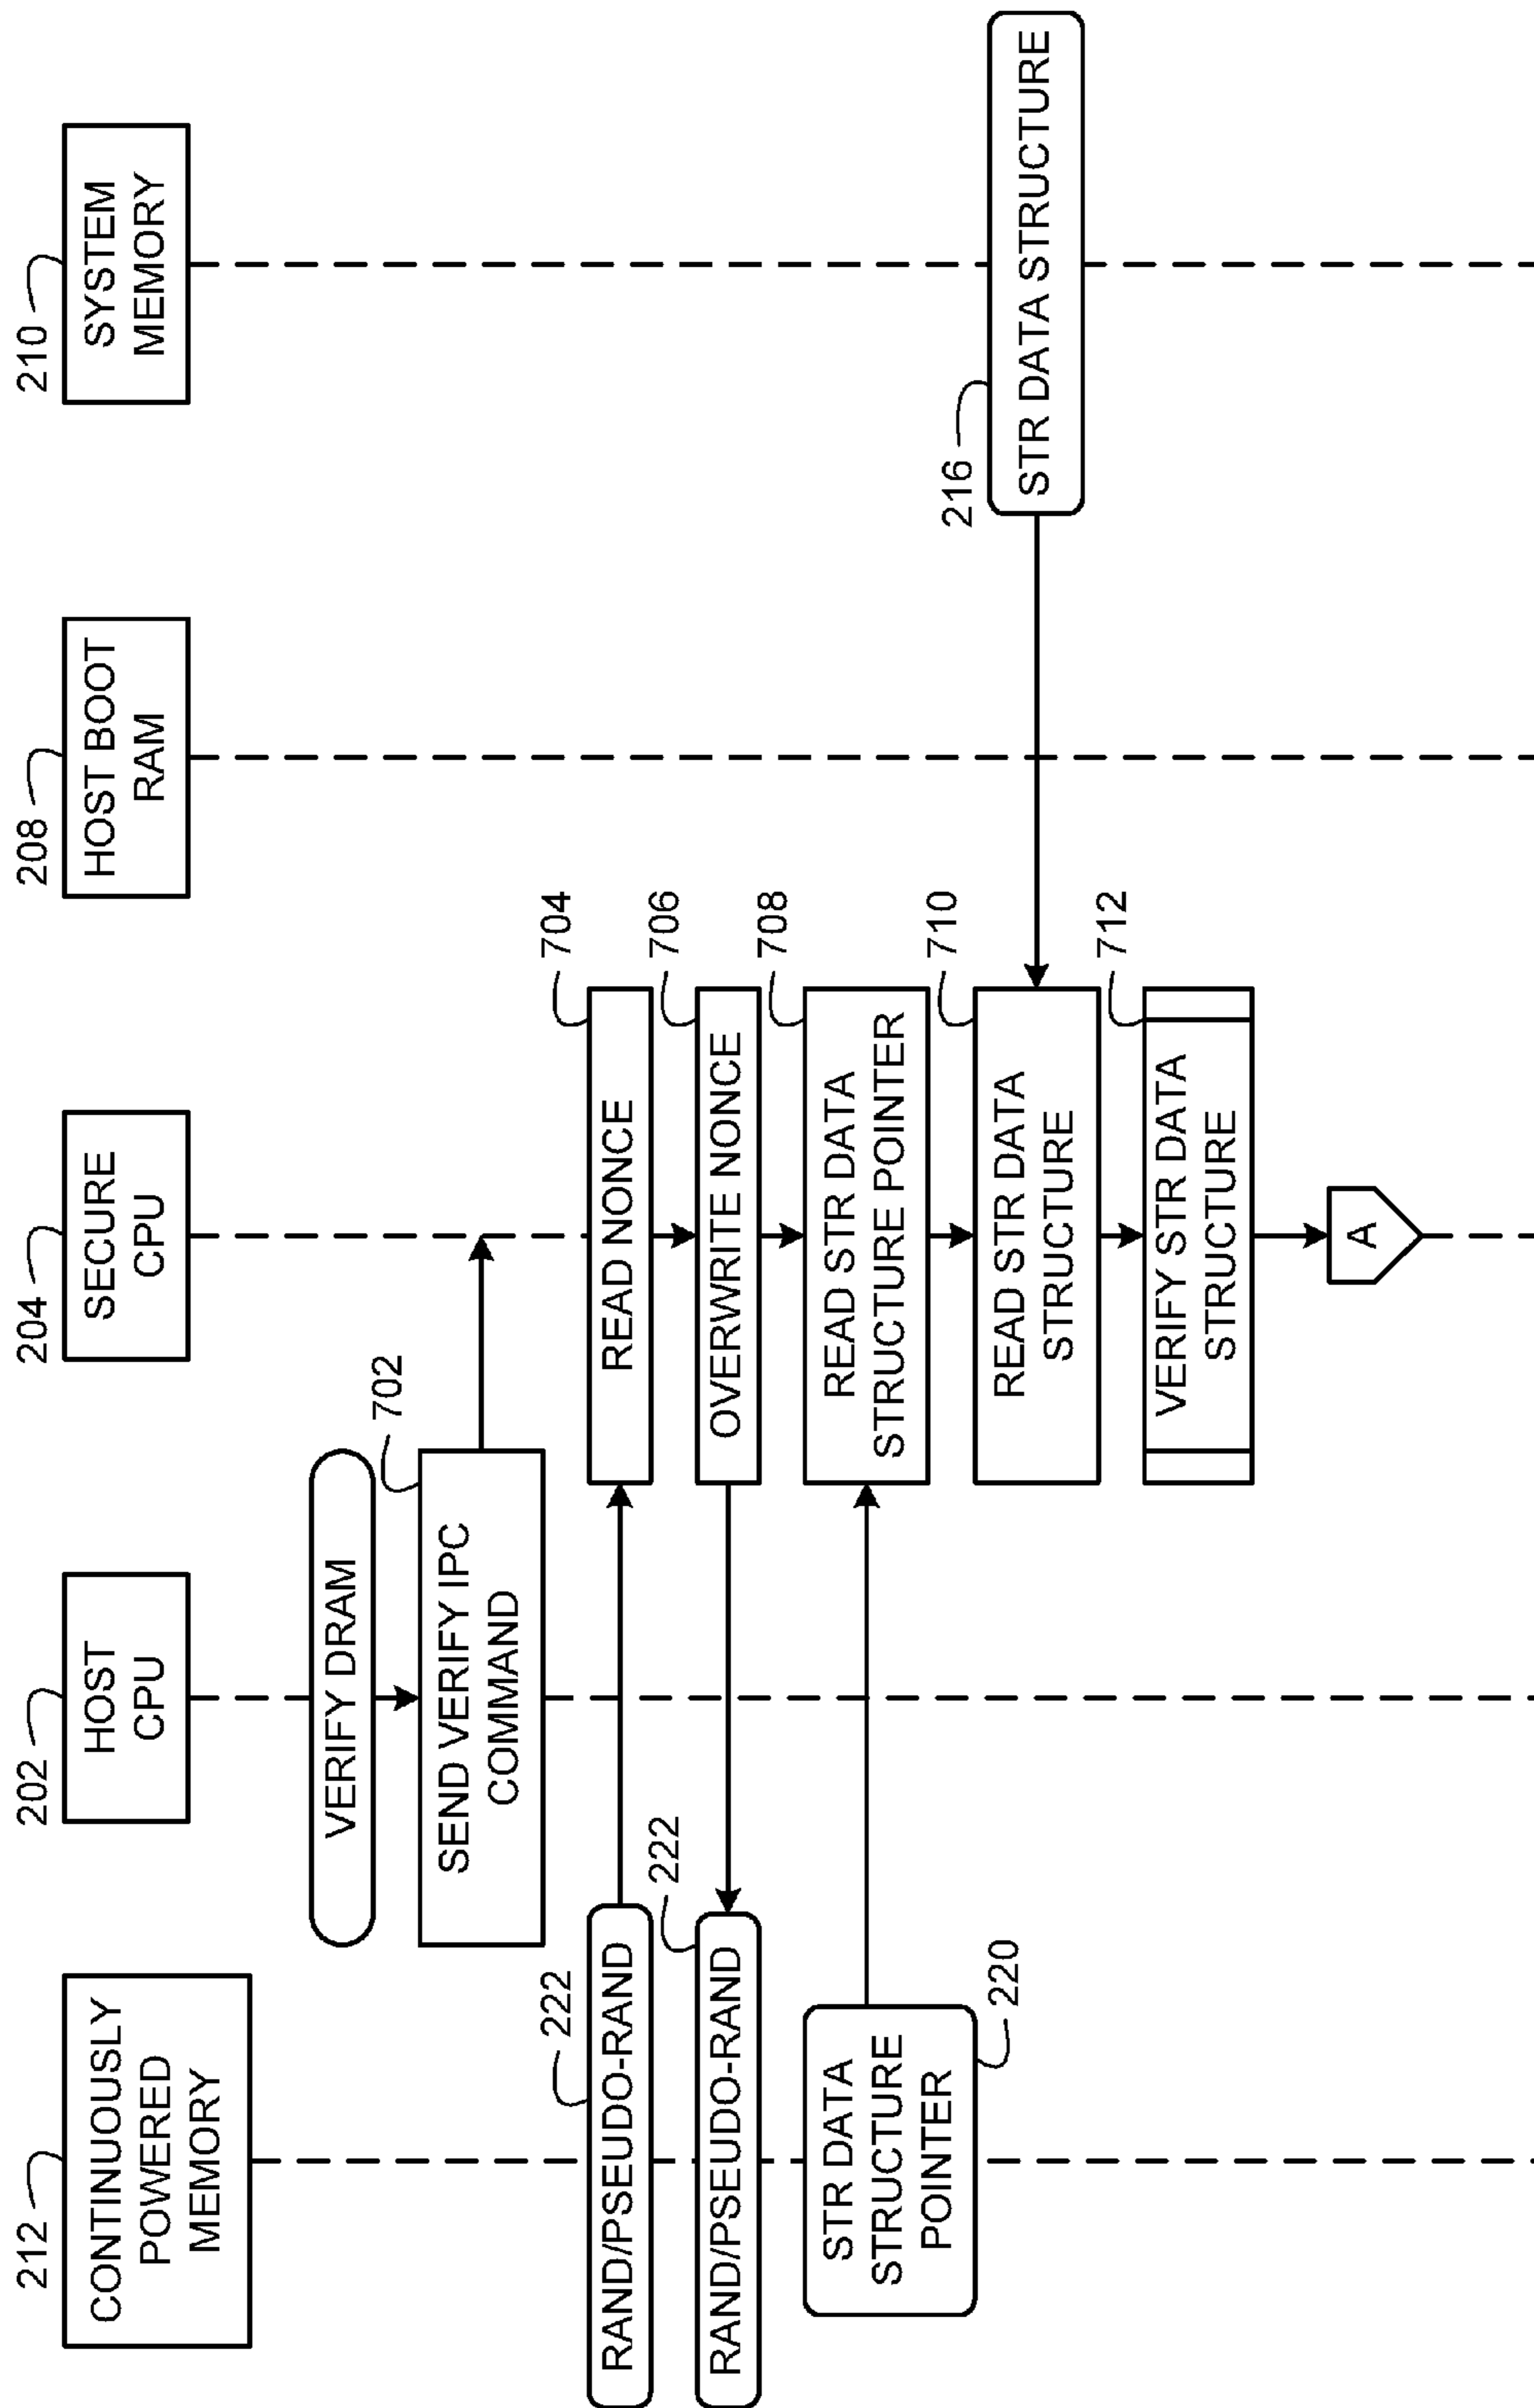 212
CONTINUOUSLY
POWERED
MEMORY
202
HOST
CPU
204
SECURE
CPU
208
HOST BOOT
RAM
210
SYSTEM
MEMORY
VERIFY DRAM
702
SEND VERIFY IPC
COMMAND
222
RAND/PSEUDO-RAND
704
READ NONCE
222
RAND/PSEUDO-RAND
706
OVERWRITE NONCE
STR DATA
STRUCTURE
POINTER
220
708
READ STR DATA
STRUCTURE POINTER
710
READ STR DATA
STRUCTURE
216
STR DATA STRUCTURE
712
VERIFY STR DATA
STRUCTURE
A